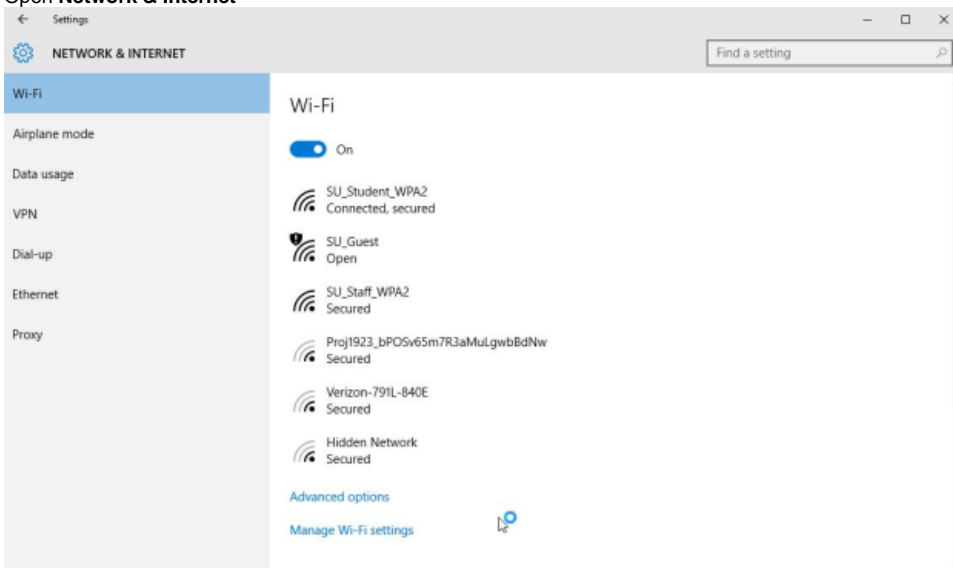 Open Network & Internet
Settings
NETWORK & INTERNET
Find a setting
Wi-Fi
Airplane mode
Data usage
VPN
Dial-up
Ethernet
Proxy
Wi-Fi
On
SU_Student_WPA2
Connected, secured
SU_Guest
Open
SU_Staff_WPA2
Secured
Proj1923_bPOSv65m7R3aMuLgwbBdNw
Secured
Verizon-791L-840E
Secured
Hidden Network
Secured
Advanced options
Manage Wi-Fi settings